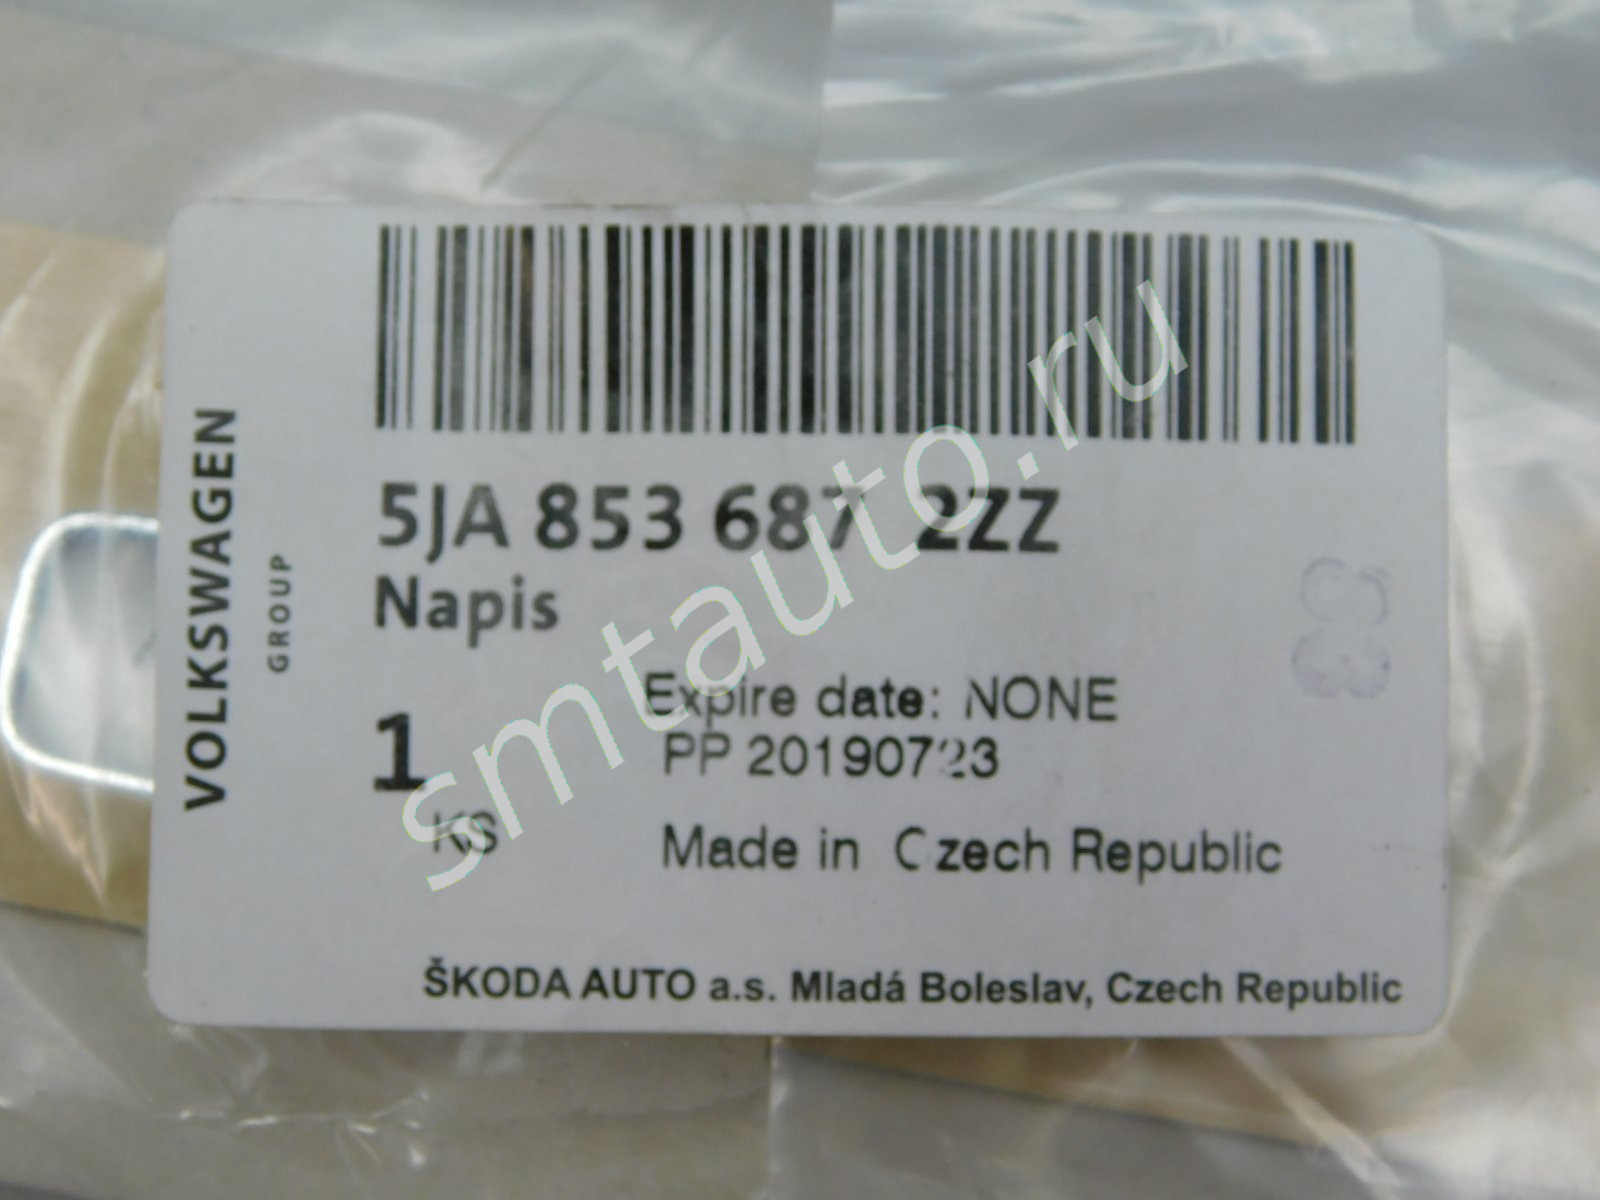 VOLKSWAGEN
GROUP
5JA 853 687 2ZZ
Napis
Expire date: NONE
1
PP 20190723
KS
Made in Czech Republic
ŠKODA AUTO a.s. Mladá Boleslav, Czech Republic
83
smtauto.ru